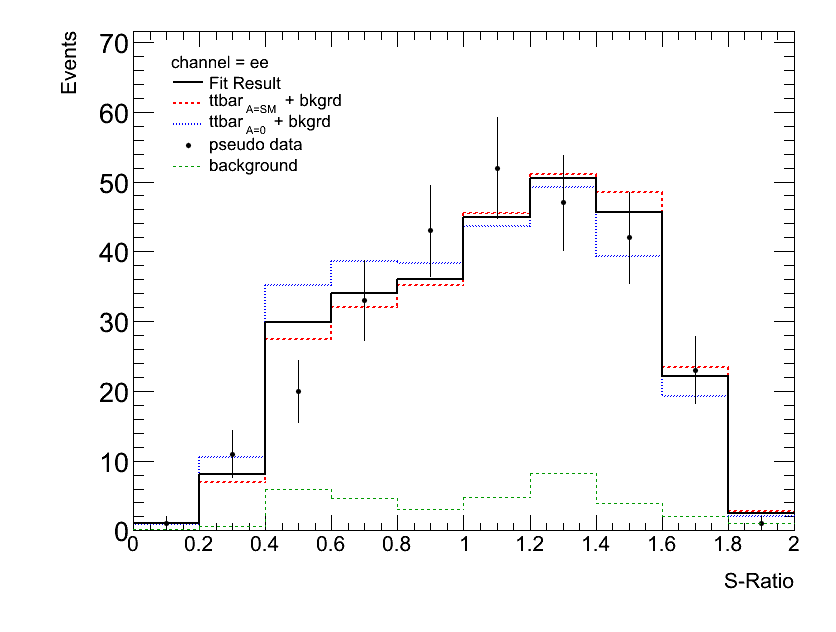 Events
70
60
50
40
30
20
10
0
channel = ee
Fit Result
ttbar A=SM + bkgrd
ttbar A=0 + bkgrd
pseudo data
background
0 0.2 0.4 0.6 0.8 1 1.2 1.4 1.6 1.8 2
S-Ratio